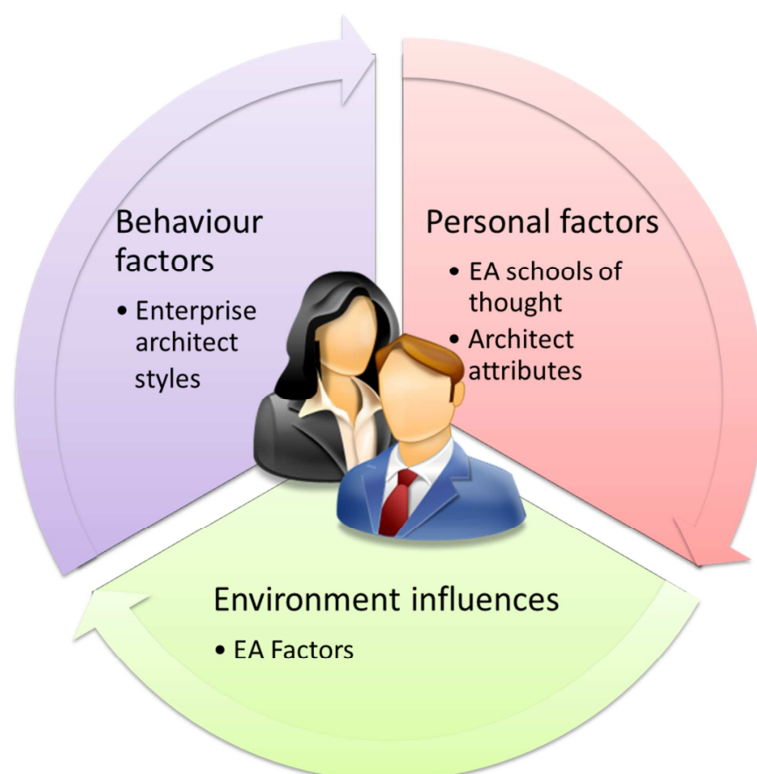 Behaviour
factors
• Enterprise
architect
styles
Personal factors
• EA schools of
thought
• Architect
attributes
Environment influences
• EA Factors